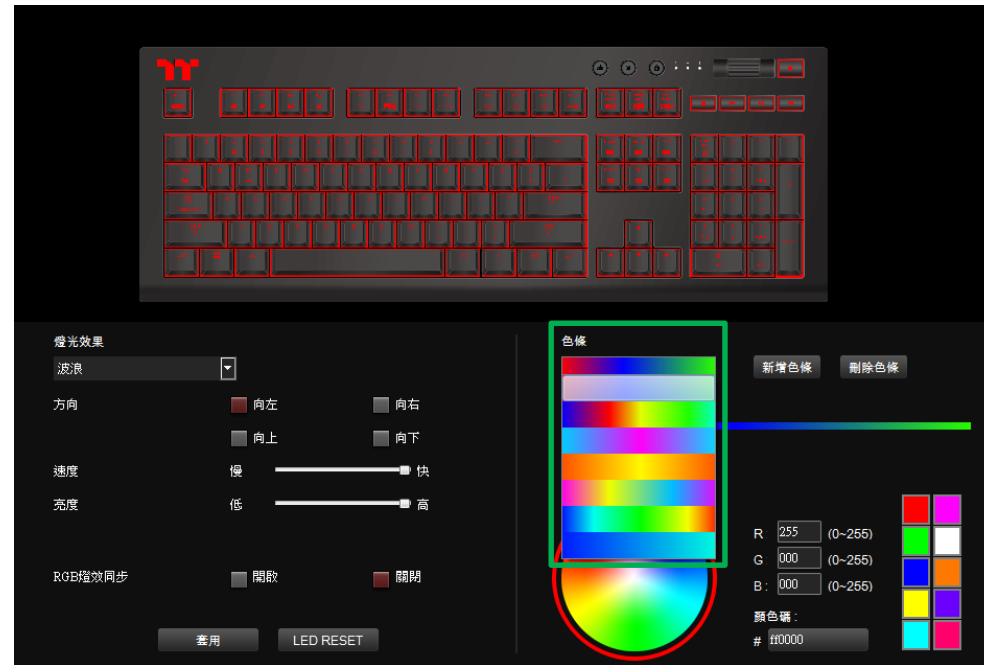 燈光效果
色條
波浪
新增色條 刪除色條
方向 向左 向右
向上 向下
速度 慢 快
亮度 低 高
R 255 (0~255)
G 000 (0~255)
RGB燈效同步 開啟 關閉
B : 000 (0~255)
顏色碼 :
套用 LED RESET
# ff0000